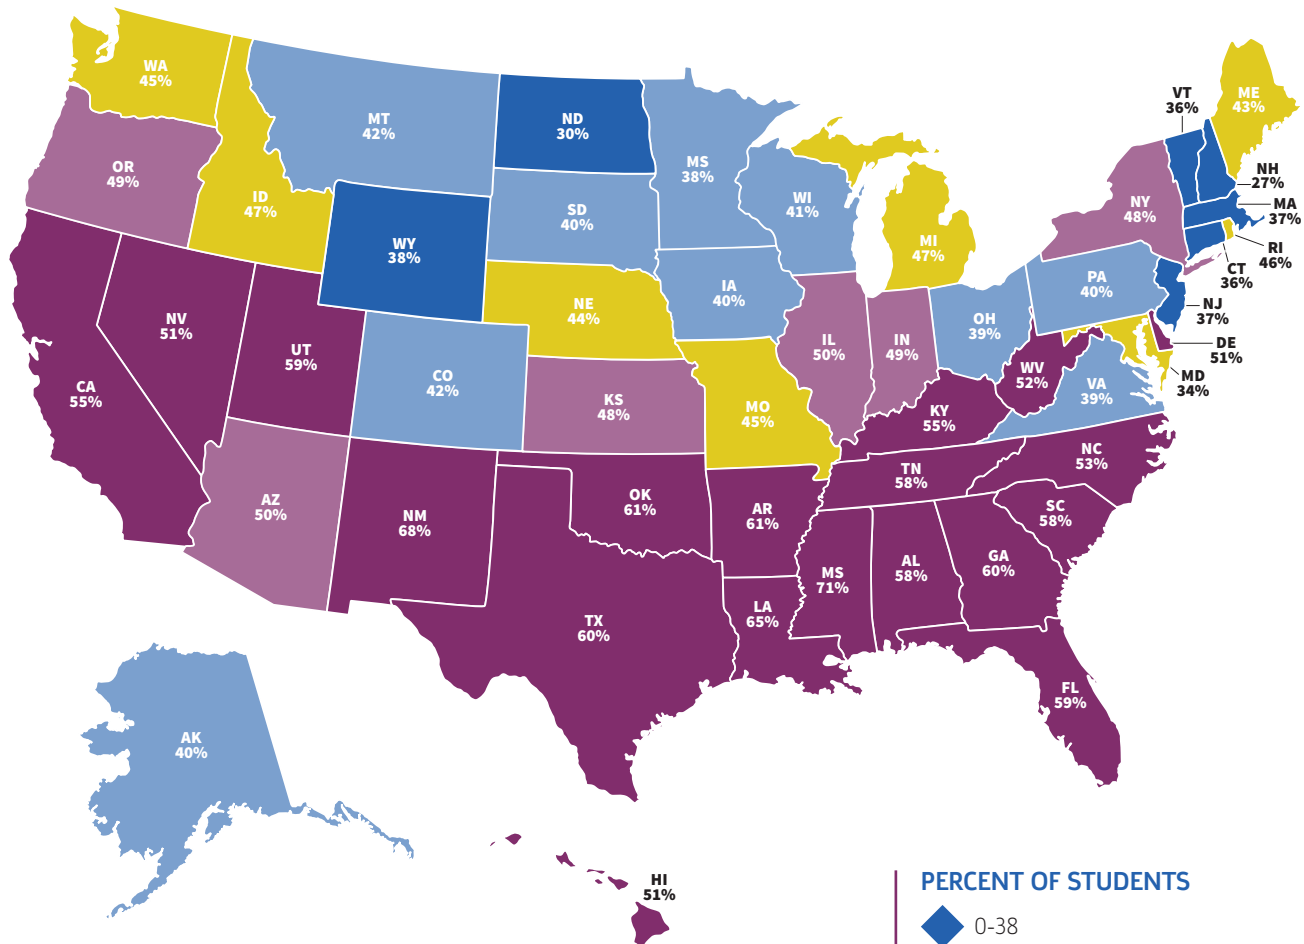 WA
45%
OR
49%
ID
47%
MT
42%
ND
30%
MS
38%
WI
41%
SD
40%
WY
38%
NE
44%
IA
40%
MI
47%
NV
51%
UT
59%
CO
42%
CA
55%
KS
48%
MO
45%
IL
50%
IN
49%
OH
39%
PA
40%
NY
48%
VT
36%
ME
43%
NH
27%
MA
37%
RI
46%
CT
36%
NJ
37%
DE
51%
MD
34%
WV
52%
VA
39%
KY
55%
NC
53%
TN
58%
SC
58%
AZ
50%
NM
68%
OK
61%
AR
61%
MS
71%
AL
58%
GA
60%
LA
65%
TX
60%
FL
59%
AK
40%
HI
51%
PERCENT OF STUDENTS
0-38